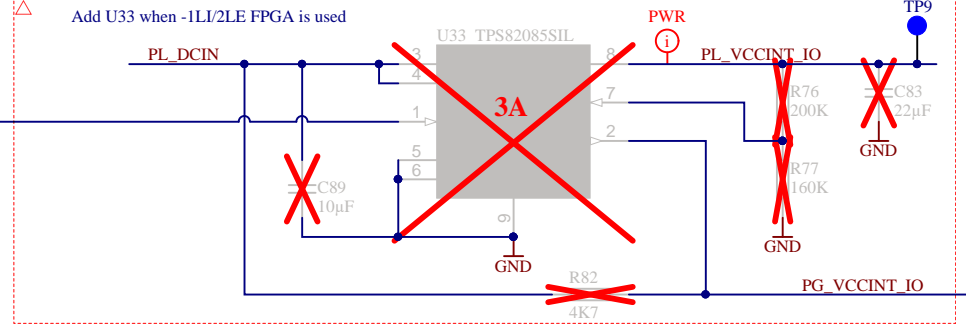 Add U33 when -1LI/2LE FPGA is used
TP9
PWR
i
U33 TPS82085SIL
PL_DCIN
PL_VCCINT_IO
3
4
8
R76
200K
C83
22µF
3A
7
1
2
GND
5
6
R77
160K
C89
10µF
9
GND
GND
R82
4K7
PG_VCCINT_IO